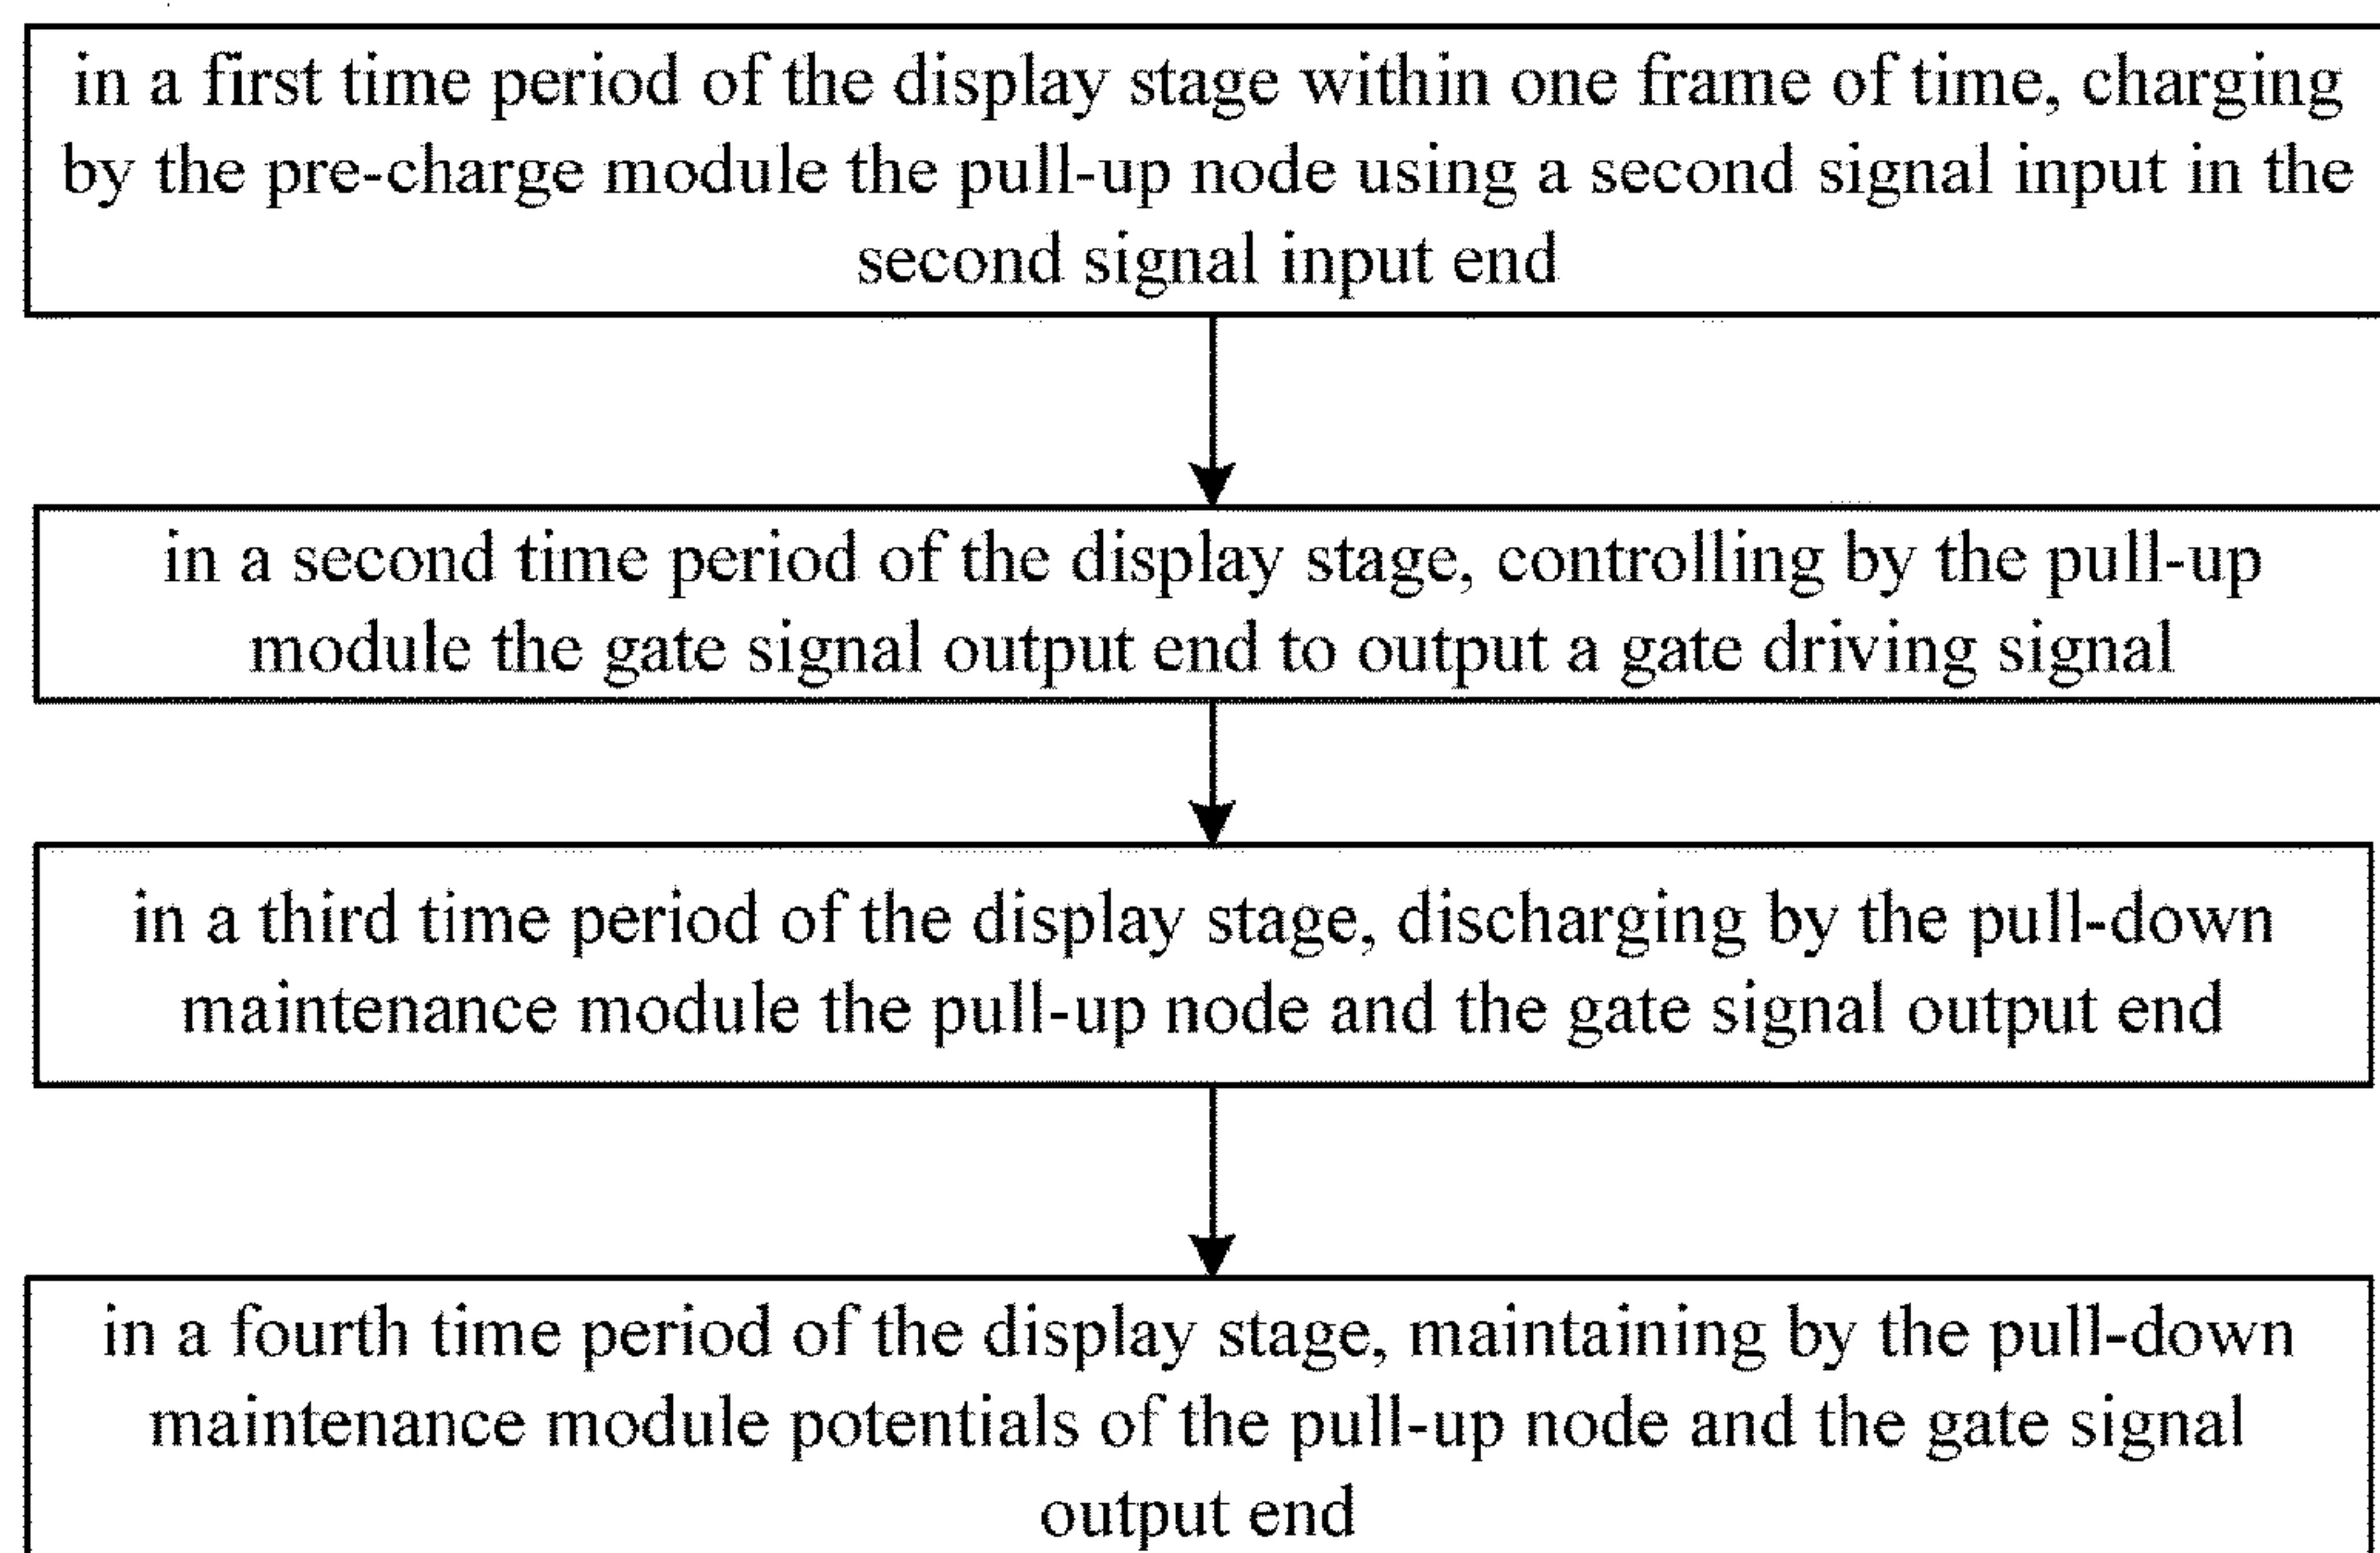 in a first time period of the display stage within one frame of time, charging
by the pre-charge module the pull-up node using a second signal input in the
second signal input end
in a second time period of the display stage, controlling by the pull-up
module the gate signal output end to output a gate driving signal
in a third time period of the display stage, discharging by the pull-down
maintenance module the pull-up node and the gate signal output end
in a fourth time period of the display stage, maintaining by the pull-down
maintenance module potentials of the pull-up node and the gate signal
output end